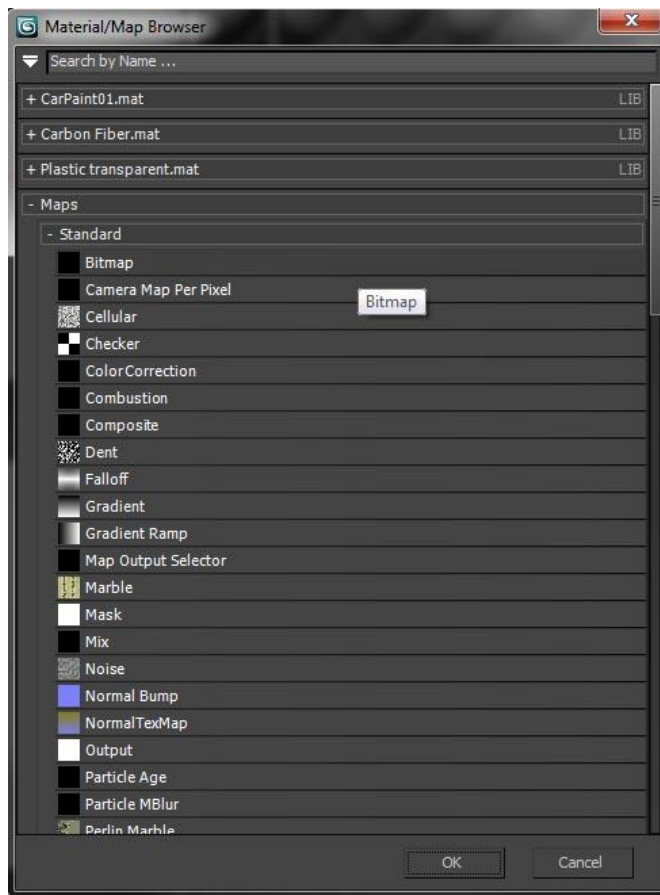 Material/Map Browser
Search by Name ...
+ CarPaint01.mat LIB
+ Carbon Fiber.mat LIB
+ Plastic transparent.mat LIB
- Maps
- Standard
Bitmap
Camera Map Per Pixel
Bitmap
Cellular
Checker
ColorCorrection
Combustion
Composite
Dent
Falloff
Gradient
Gradient Ramp
Map Output Selector
Marble
Mask
Mix
Noise
Normal Bump
NormalTexMap
Output
Particle Age
Particle MBlur
Perlin Marble
OK Cancel